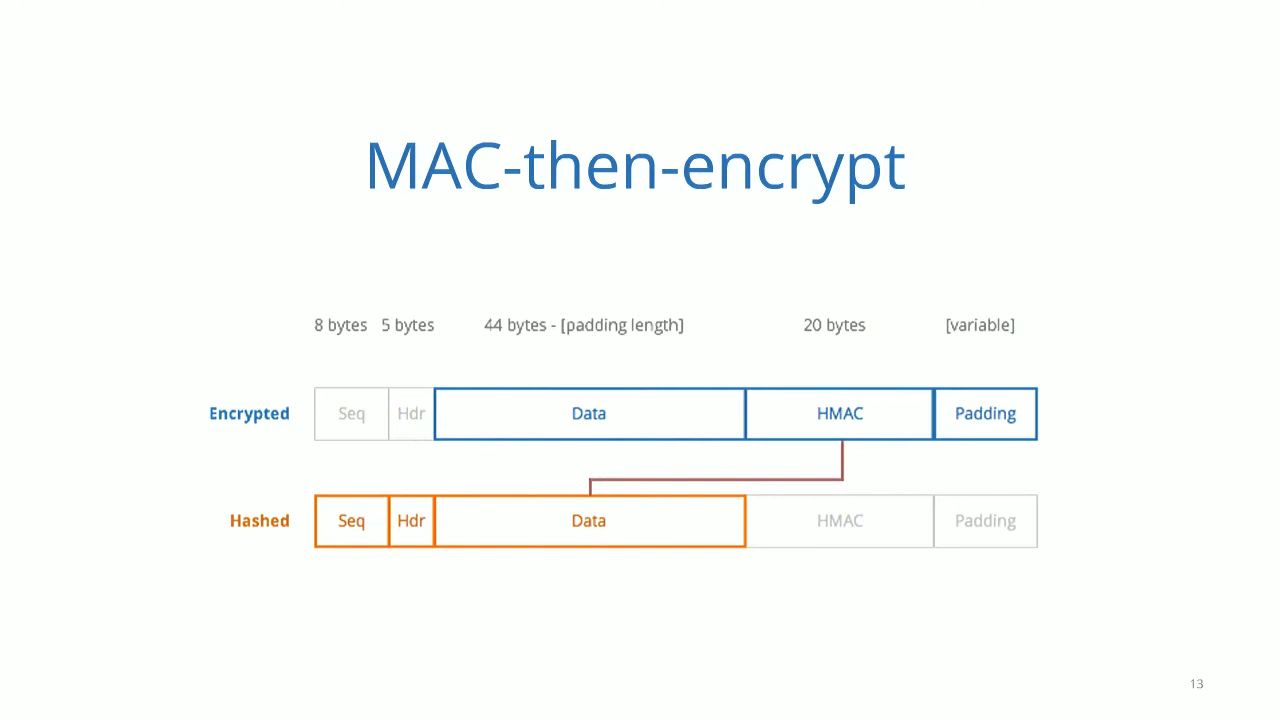 MAC-then-encrypt
8 bytes 5 bytes 44 bytes - [padding length] 20 bytes [variable]
Encrypted Seq Hdr Data HMAC Padding
Hashed Seq Hdr Data HMAC Padding
13